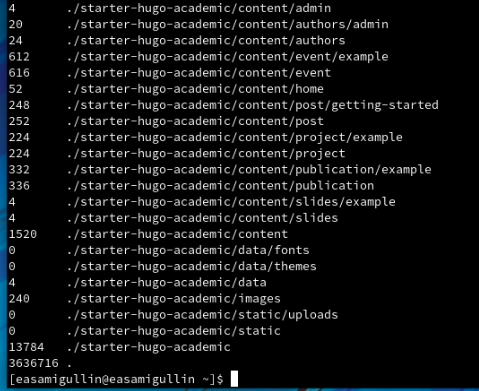 4 ./starter-hugo-academic/content/admin
20 ./starter-hugo-academic/content/authors/admin
24 ./starter-hugo-academic/content/authors
612 ./starter-hugo-academic/content/event/example
616 ./starter-hugo-academic/content/event
52 ./starter-hugo-academic/content/home
248 ./starter-hugo-academic/content/post/getting-started
252 ./starter-hugo-academic/content/post
224 ./starter-hugo-academic/content/project/example
224 ./starter-hugo-academic/content/project
332 ./starter-hugo-academic/content/publication/example
336 ./starter-hugo-academic/content/publication
4 ./starter-hugo-academic/content/slides/example
4 ./starter-hugo-academic/content/slides
1520 ./starter-hugo-academic/content
0 ./starter-hugo-academic/data/fonts
0 ./starter-hugo-academic/data/themes
4 ./starter-hugo-academic/data
240 ./starter-hugo-academic/images
0 ./starter-hugo-academic/static/uploads
0 ./starter-hugo-academic/static
13784 ./starter-hugo-academic
3636716 .
[easamigullin@easamigullin ~]$